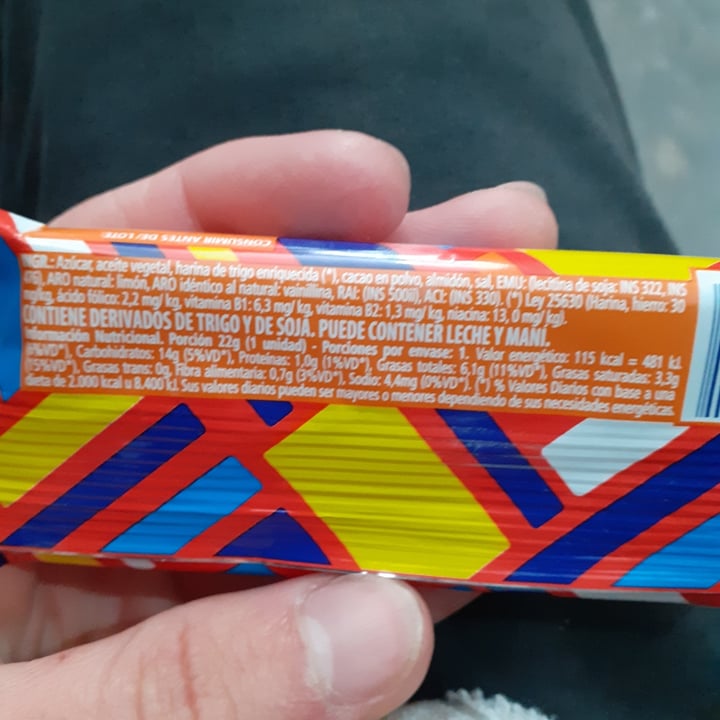 CONSUMIR ANTES DE/ LOTE:
INGR.: Azúcar, aceite vegetal, harina de trigo enriquecida (*), cacao en polvo, almidón, sal, EMU: (lecitina de soja: INS 322, INS
ARO natural: limón, ARO idéntico al natural: vainillina, RAI: (INS 500ii), ACI: (INS 330). (*) Ley 25630 (Harina, hierro: 30
mg/kg, ácido fólico: 2,2 mg/ kg, vitamina B1: 6,3 mg/ kg, vitamina B2: 1,3 mg/ kg, niacina: 13, 0 mg/ kg).
CONTIENE DERIVADOS DE TRIGO Y DE SOJA. PUEDE CONTENER LECHE Y MANÍ.
Información Nutricional. Porción 22g (1 unidad) - Porciones por envase: 1. Valor energético: 115 kcal = 481 kJ
(6%VD*), Carbohidratos: 14g (5%VD*), Proteínas: 1,0g (1%VD*), Grasas totales: 6,1g (11%VD*), Grasas saturadas: 3,3g
(15%VD*), Grasas trans: 0g, Fibra alimentaria: 0,7g (3%VD*), Sodio: 4,4mg (0%VD*). (*) % Valores Diarios con base a una
dieta de 2.000 kcal u 8.400 kJ. Sus valores diarios pueden ser mayores o menores dependiendo de sus necesidades energéticas.